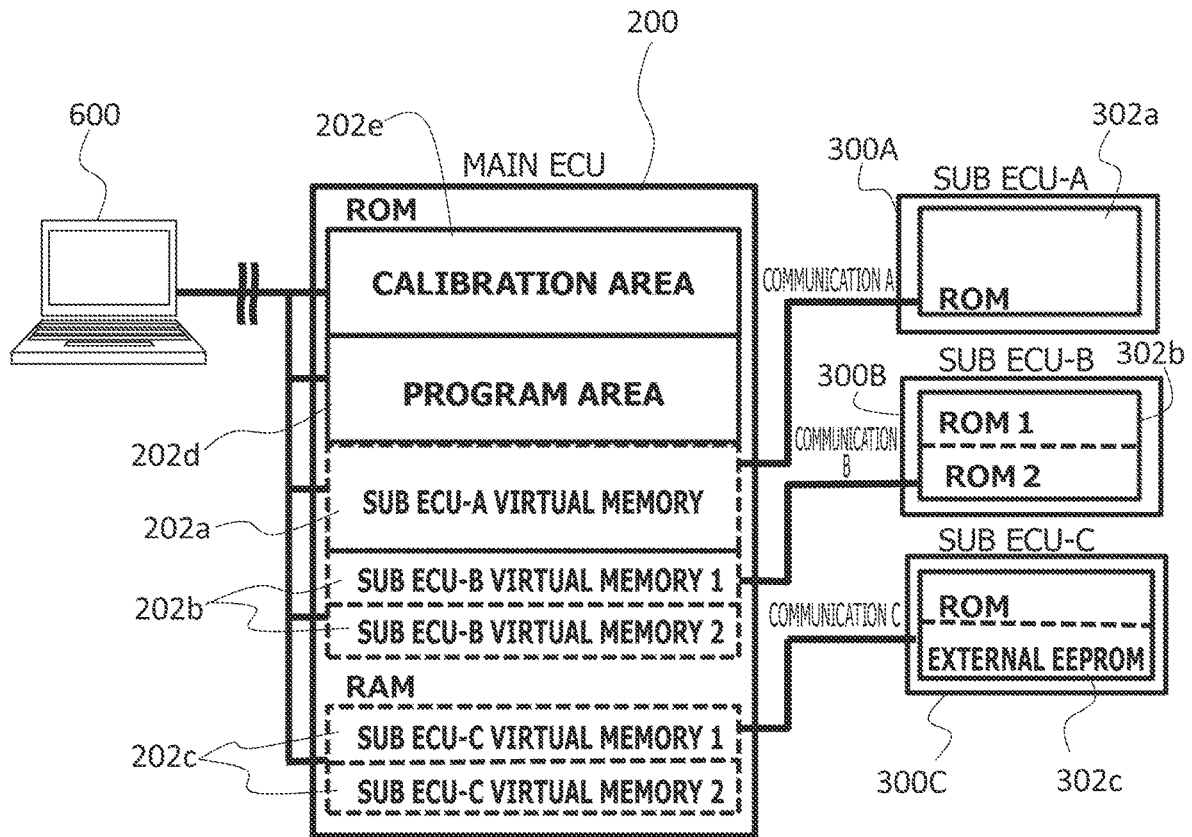 200
600
202e
302a
300A
MAIN ECU
SUB ECU-A
ROM
CALIBRATION AREA
COMMUNICATION A
ROM
PROGRAM AREA
SUB ECU-B
302b
300B
ROM 1
COMMUNICATION
B
ROM 2
202d
SUB ECU-A VIRTUAL MEMORY
202a
SUB ECU-C
SUB ECU-B VIRTUAL MEMORY 1
202b
SUB ECU-B VIRTUAL MEMORY 2
COMMUNICATION C
ROM
EXTERNAL EEPROM
RAM
SUB ECU-C VIRTUAL MEMORY 1
202c
SUB ECU-C VIRTUAL MEMORY 2
300C
302c